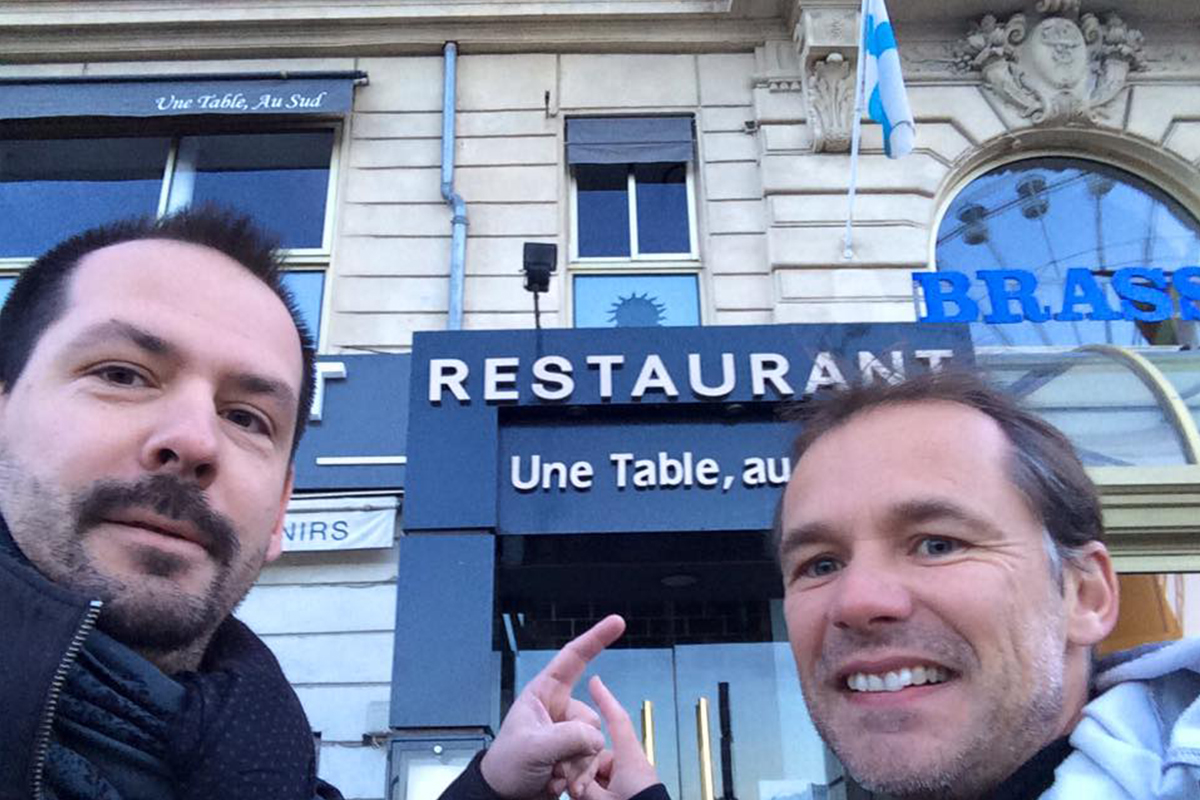 Une Table, Au Sud
BRASS
RESTAURANT
T
Une Table, au
NIRS